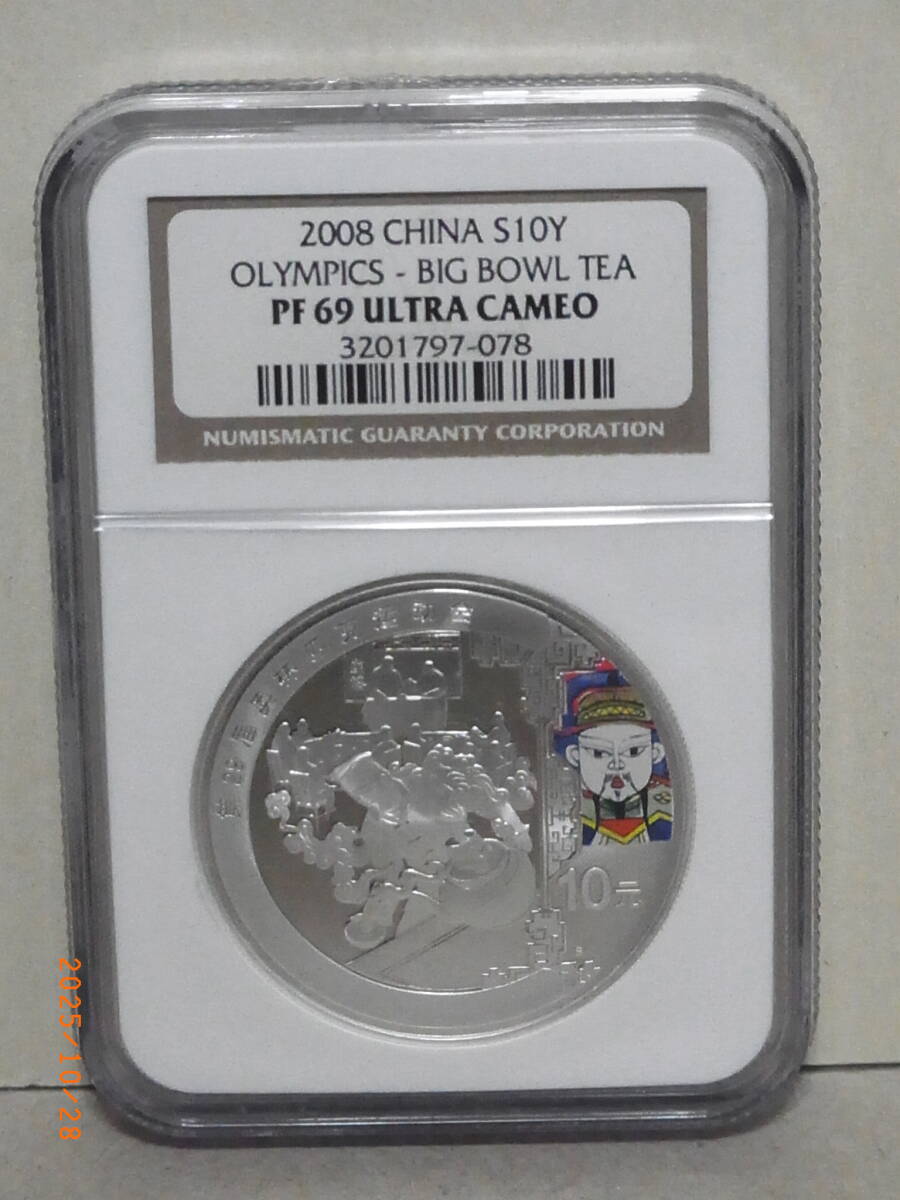 2008 CHINA S10Y
OLYMPICS - BIG BOWL TEA
PF 69 ULTRA CAMEO
3201797-078
NUMISMATIC GUARANTY CORPORATION
10元
2025/10/28